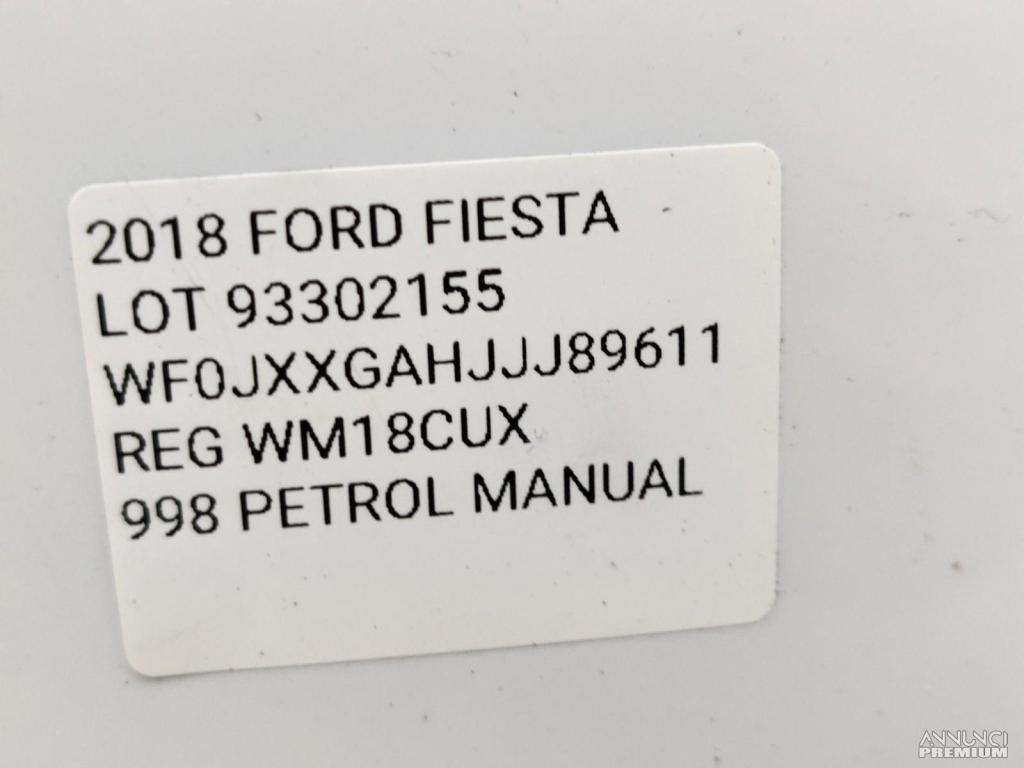 2018 FORD FIESTA
LOT 93302155
WF0JXXGAHJJJ89611
REG WM18CUX
998 PETROL MANUAL
ANNUNCI
PREMIUM